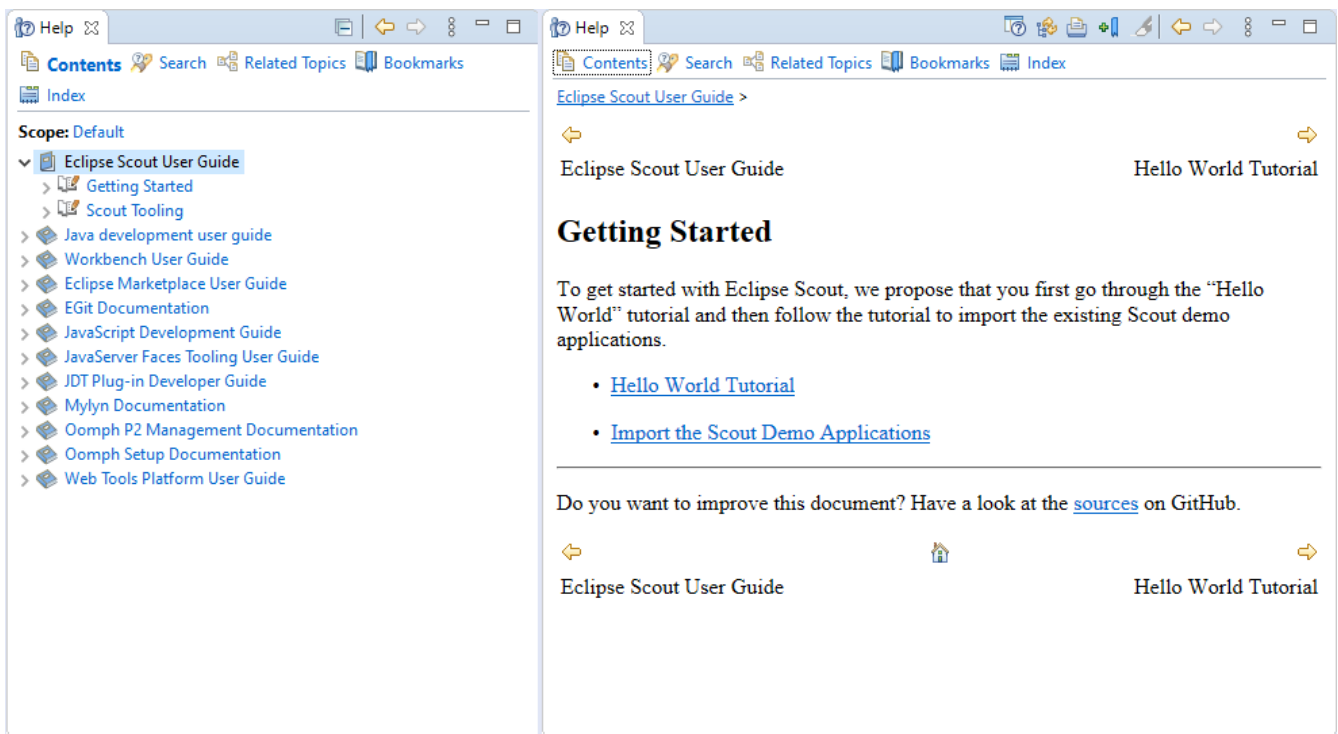 Help
Contents Search Related Topics Bookmarks
Index
Scope: Default
Eclipse Scout User Guide
Getting Started
Scout Tooling
Java development user guide
Workbench User Guide
Eclipse Marketplace User Guide
EGit Documentation
JavaScript Development Guide
JavaServer Faces Tooling User Guide
JDT Plug-in Developer Guide
Mylyn Documentation
Oomph P2 Management Documentation
Oomph Setup Documentation
Web Tools Platform User Guide
Help
Contents Search Related Topics Bookmarks Index
Eclipse Scout User Guide >
Eclipse Scout User Guide Hello World Tutorial
Getting Started
To get started with Eclipse Scout, we propose that you first go through the “Hello
World” tutorial and then follow the tutorial to import the existing Scout demo
applications.
• Hello World Tutorial
• Import the Scout Demo Applications
Do you want to improve this document? Have a look at the sources on GitHub.
Eclipse Scout User Guide Hello World Tutorial